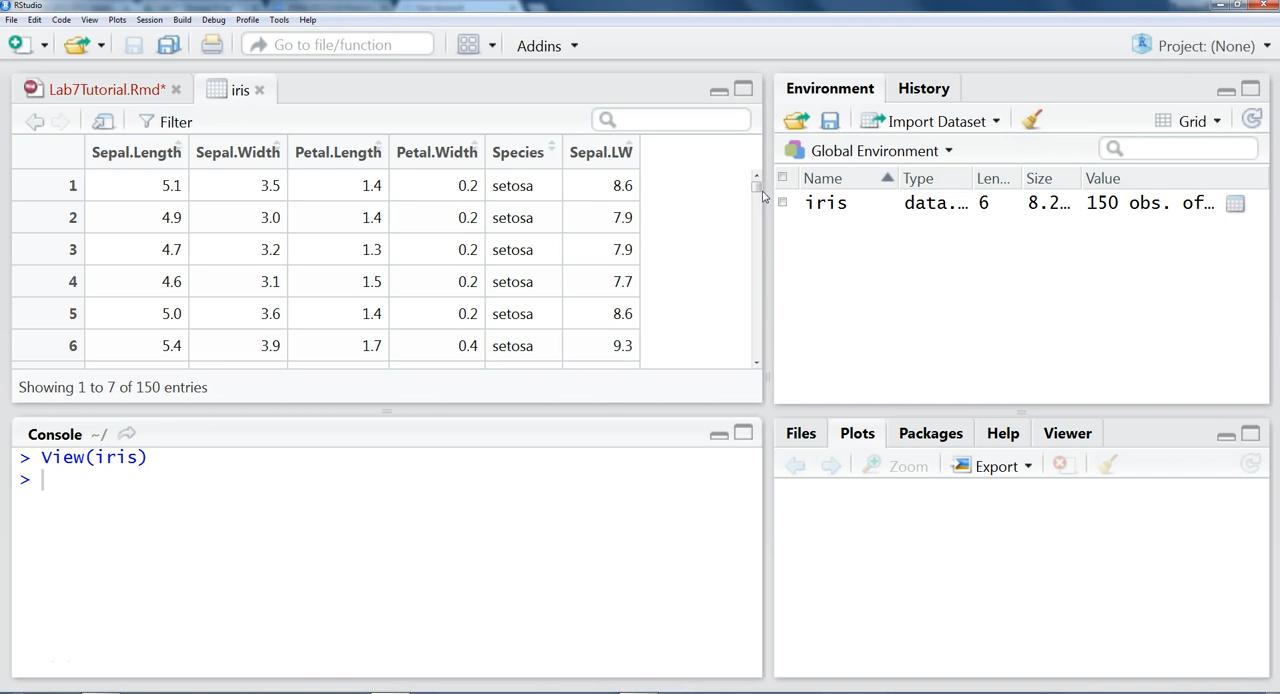 RStudio
File Edit Code View Plots Session Build Debug Profile Tools Help
Go to file/function Addins Project: (None)
Lab7Tutorial.Rmd* iris
Filter
Sepal.Length Sepal.Width Petal.Length Petal.Width Species Sepal.LW
1 5.1 3.5 1.4 0.2 setosa 8.6
2 4.9 3.0 1.4 0.2 setosa 7.9
3 4.7 3.2 1.3 0.2 setosa 7.9
4 4.6 3.1 1.5 0.2 setosa 7.7
5 5.0 3.6 1.4 0.2 setosa 8.6
6 5.4 3.9 1.7 0.4 setosa 9.3
Showing 1 to 7 of 150 entries
Environment History
Import Dataset Grid
Global Environment
Name Type Len... Size Value
iris data.... 6 8.2... 150 obs. of...
Console ~/
> View(iris)
>
Files Plots Packages Help Viewer
Zoom Export